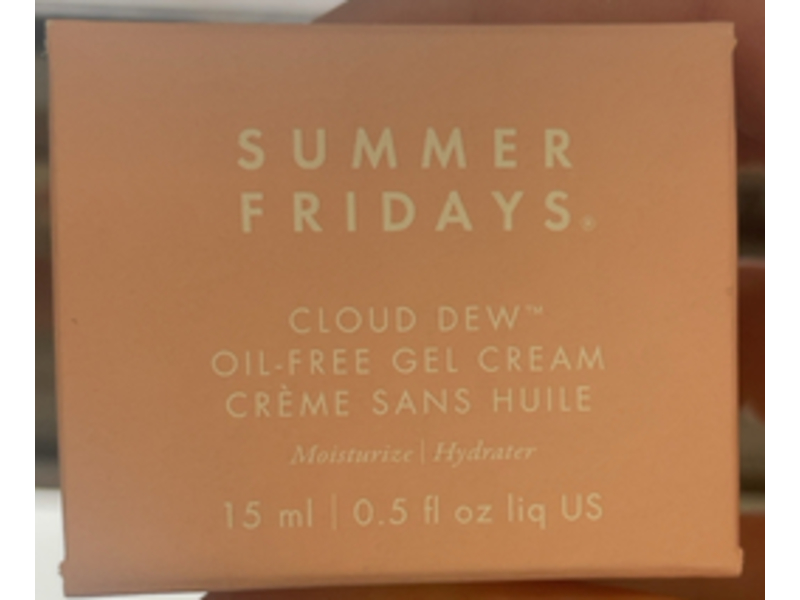 SUMMER
FRIDAYS®
CLOUD DEW™
OIL-FREE GEL CREAM
CRÈME SANS HUILE
Moisturize | Hydrater
15 ml | 0.5 fl oz liq US